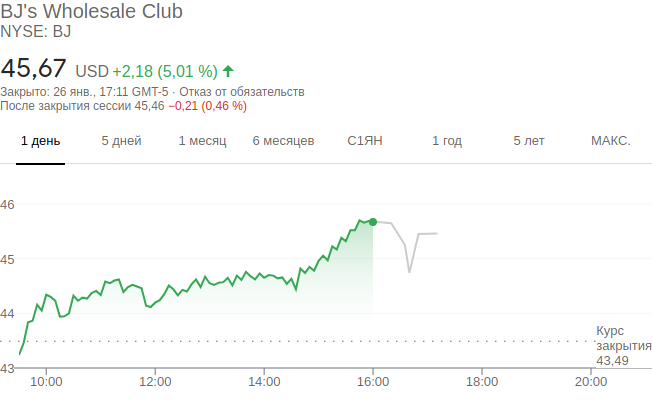 BJ's Wholesale Club
NYSE: BJ
45,67 USD +2,18 (5,01 %)
Закрыто: 26 янв., 17:11 GMT-5 · Отказ от обязательств
После закрытия сессии 45,46 −0,21 (0,46 %)
1 день 5 дней 1 месяц 6 месяцев С1ЯН 1 год 5 лет МАКС.
46
45
44
Курс
закрытия
43,49
43
10:00 12:00 14:00 16:00 18:00 20:00